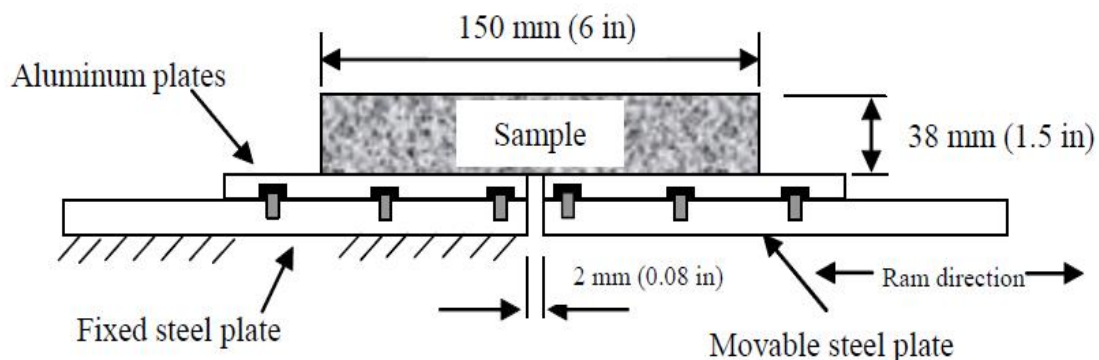 150 mm (6 in)
Aluminum plates
Sample
38 mm (1.5 in)
2 mm (0.08 in)
Ram direction
Fixed steel plate
Movable steel plate